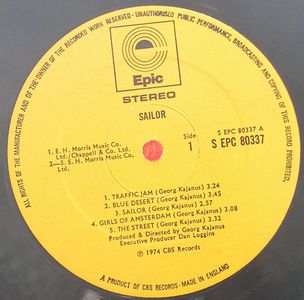 ALL RIGHTS OF THE MANUFACTURER AND OF THE OWNER OF THE RECORDED WORK RESERVED - UNAUTHORISED PUBLIC PERFORMANCE, BROADCASTING AND COPYING OF THIS RECORD PROHIBITED.
Epic
STEREO
SAILOR
1. E. H. Morris Music Co.
Ltd./Chappell & Co. Ltd.
2—5. E. H. Morris Music Co.
Ltd.
Side
1
S EPC 80337 A
S EPC 80337
1. TRAFFIC JAM (Georg Kajanus) 3.24
2. BLUE DESERT (Georg Kajanus) 3.45
3. SAILOR (Georg Kajanus) 2.57
4. GIRLS OF AMSTERDAM (Georg Kajanus) 3.08
5. THE STREET (Georg Kajanus) 3.32
Produced & Directed by Georg Kajanus
Executive Producer Dan Loggins
℗ 1974 CBS Records
A PRODUCT OF CBS RECORDS · MADE IN ENGLAND